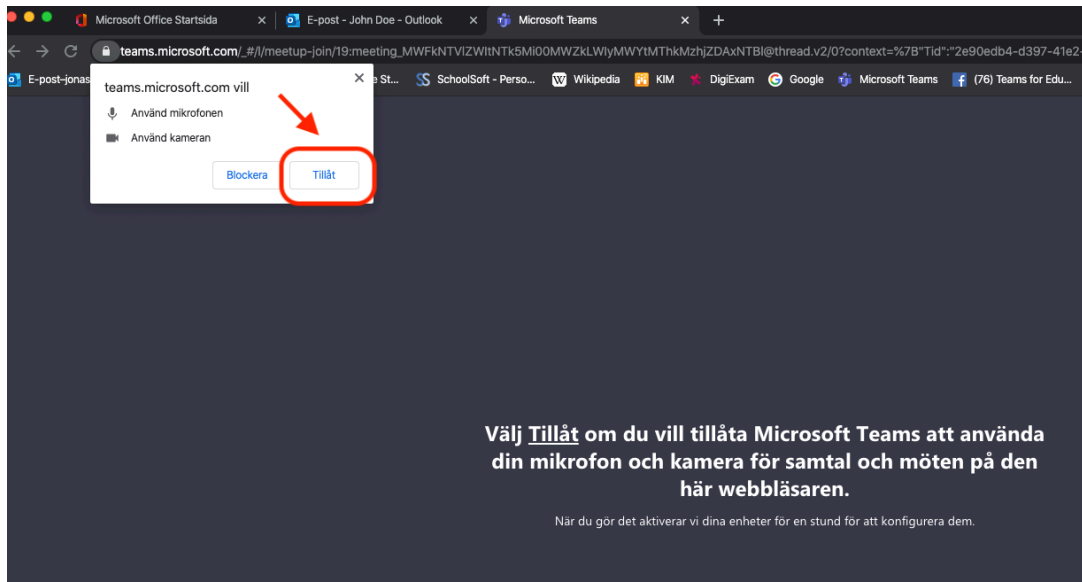 Microsoft Office Startsida
E-post - John Doe - Outlook
Microsoft Teams
teams.microsoft.com/_#/l/meetup-join/19:meeting_MWFkNTVlZWItNTk5Mi00MWZkLWIyMWYtMThkMzhjZDAxNTBl@thread.v2/0?context=%7B"Tid":"2e90edb4-d397-41e2-
E-post-jonas
e St...
SS SchoolSoft - Perso...
W Wikipedia
KIM
DigiExam
G Google
Microsoft Teams
(76) Teams for Edu...
teams.microsoft.com vill
Använd mikrofonen
Använd kameran
Blockera
Tillåt
Välj Tillåt om du vill tillåta Microsoft Teams att använda
din mikrofon och kamera för samtal och möten på den
här webbläsaren.
När du gör det aktiverar vi dina enheter för en stund för att konfigurera dem.